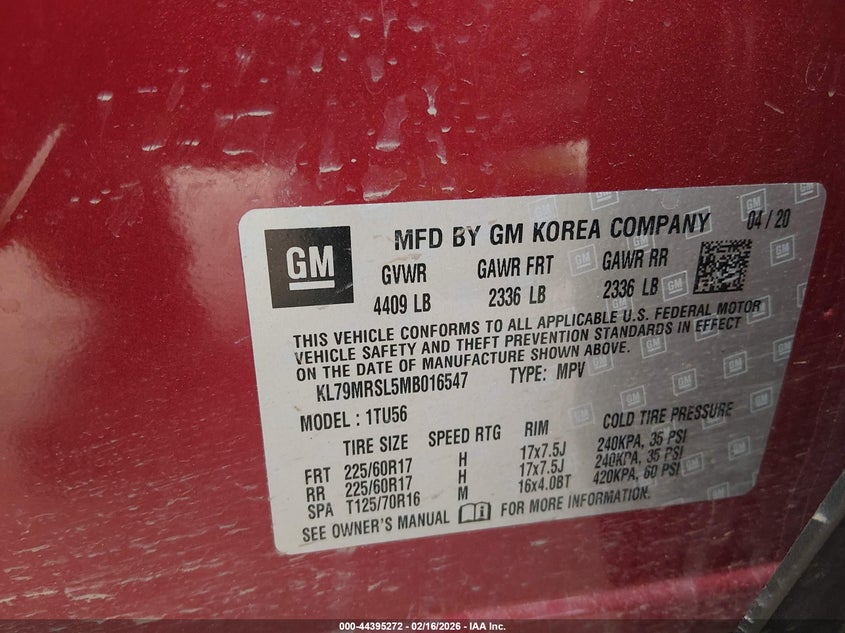 GM
MFD BY GM KOREA COMPANY 04 / 20
GVWR GAWR FRT GAWR RR
4409 LB 2336 LB 2336 LB
THIS VEHICLE CONFORMS TO ALL APPLICABLE U.S. FEDERAL MOTOR
VEHICLE SAFETY AND THEFT PREVENTION STANDARDS IN EFFECT
ON THE DATE OF MANUFACTURE SHOWN ABOVE.
KL79MRSL5MB016547 TYPE: MPV
MODEL : 1TU56
TIRE SIZE SPEED RTG RIM COLD TIRE PRESSURE
FRT 225/60R17 H 17x7.5J 240KPA, 35 PSI
RR 225/60R17 H 17x7.5J 240KPA, 35 PSI
SPA T125/70R16 M 16x4.0BT 420KPA, 60 PSI
SEE OWNER'S MANUAL FOR MORE INFORMATION.
000-44395272 - 02/16/2026 - IAA Inc.